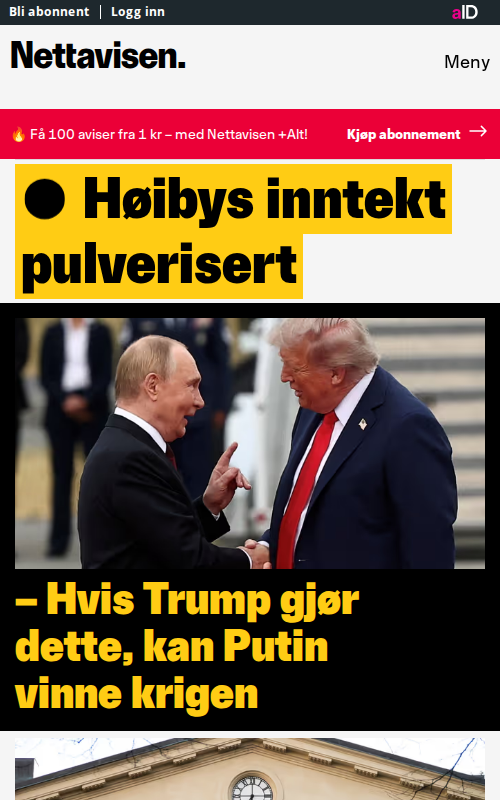 Bli abonnent | Logg inn
aID
Nettavisen.
Meny
🔥 Få 100 aviser fra 1 kr – med Nettavisen +Alt!
Kjøp abonnement →
● Høibys inntekt
pulverisert
– Hvis Trump gjør
dette, kan Putin
vinne krigen